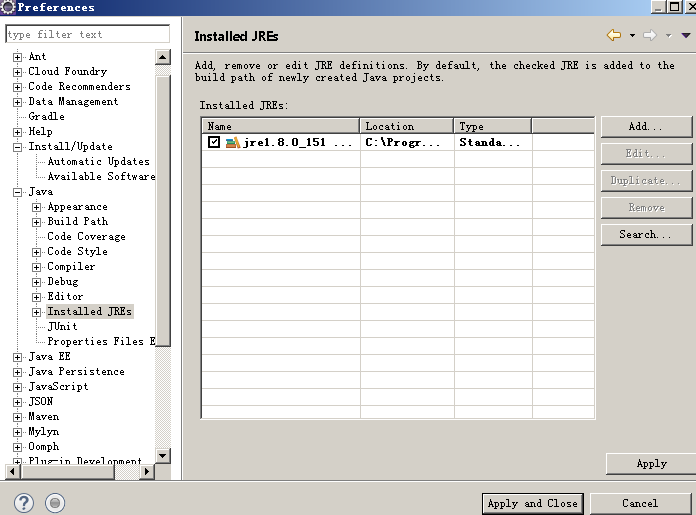 Preferences
type filter text
Ant
Cloud Foundry
Code Recommenders
Data Management
Gradle
Help
Install/Update
Automatic Updates
Available Software
Java
Appearance
Build Path
Code Coverage
Code Style
Compiler
Debug
Editor
Installed JREs
JUnit
Properties Files E
Java EE
Java Persistence
JavaScript
JSON
Maven
Mylyn
Oomph
Plug-in Development
Installed JREs
Add, remove or edit JRE definitions. By default, the checked JRE is added to the
build path of newly created Java projects.
Installed JREs:
Name Location Type
jre1.8.0_151 ... C:\Progr... Standa...
Add...
Edit...
Duplicate...
Remove
Search...
Apply
? Apply and Close Cancel